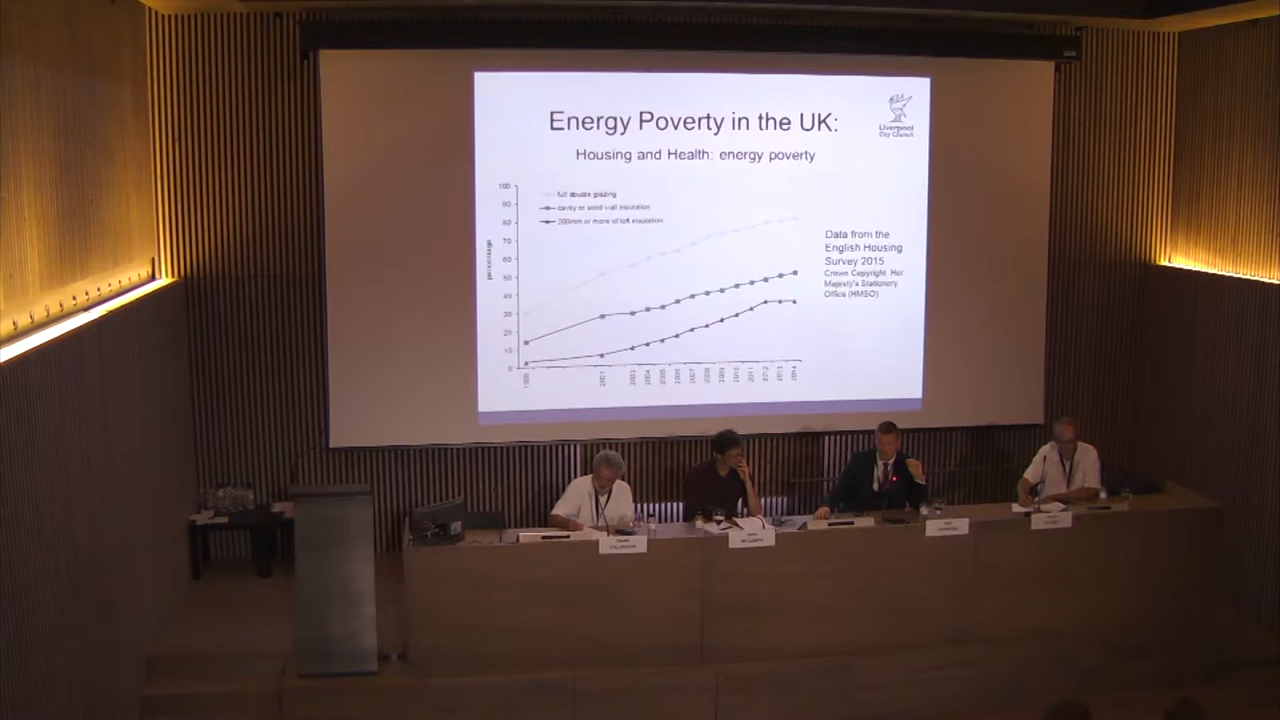 Energy Poverty in the UK:
Liverpool
City Council
Housing and Health: energy poverty
100
90
80
70
60
50
40
30
20
10
0
percentage
full double glazing
cavity or solid wall insulation
200mm or more of loft insulation
1996
2001
2003
2004
2005
2006
2007
2008
2009
2010
2011
2012
2013
2014
Data from the
English Housing
Survey 2015
Crown Copyright Her
Majesty's Stationery
Office (HMSO)